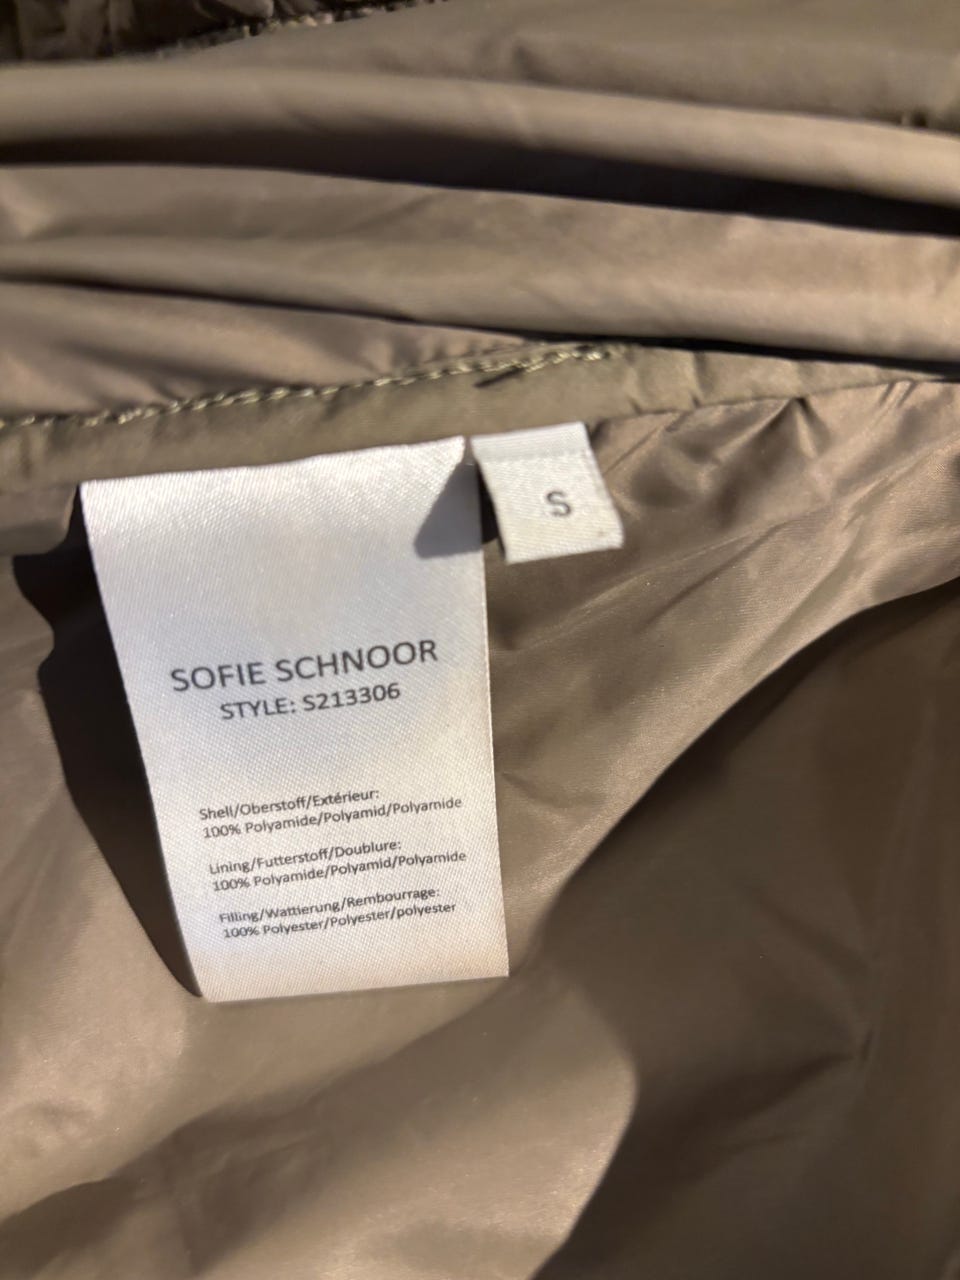 S
SOFIE SCHNOOR
STYLE: S213306
Shell/Oberstoff/Extérieur:
100% Polyamide/Polyamid/Polyamide
Lining/Futterstoff/Doublure:
100% Polyamide/Polyamid/Polyamide
Filling/Wattierung/Rembourrage:
100% Polyester/Polyester/polyester